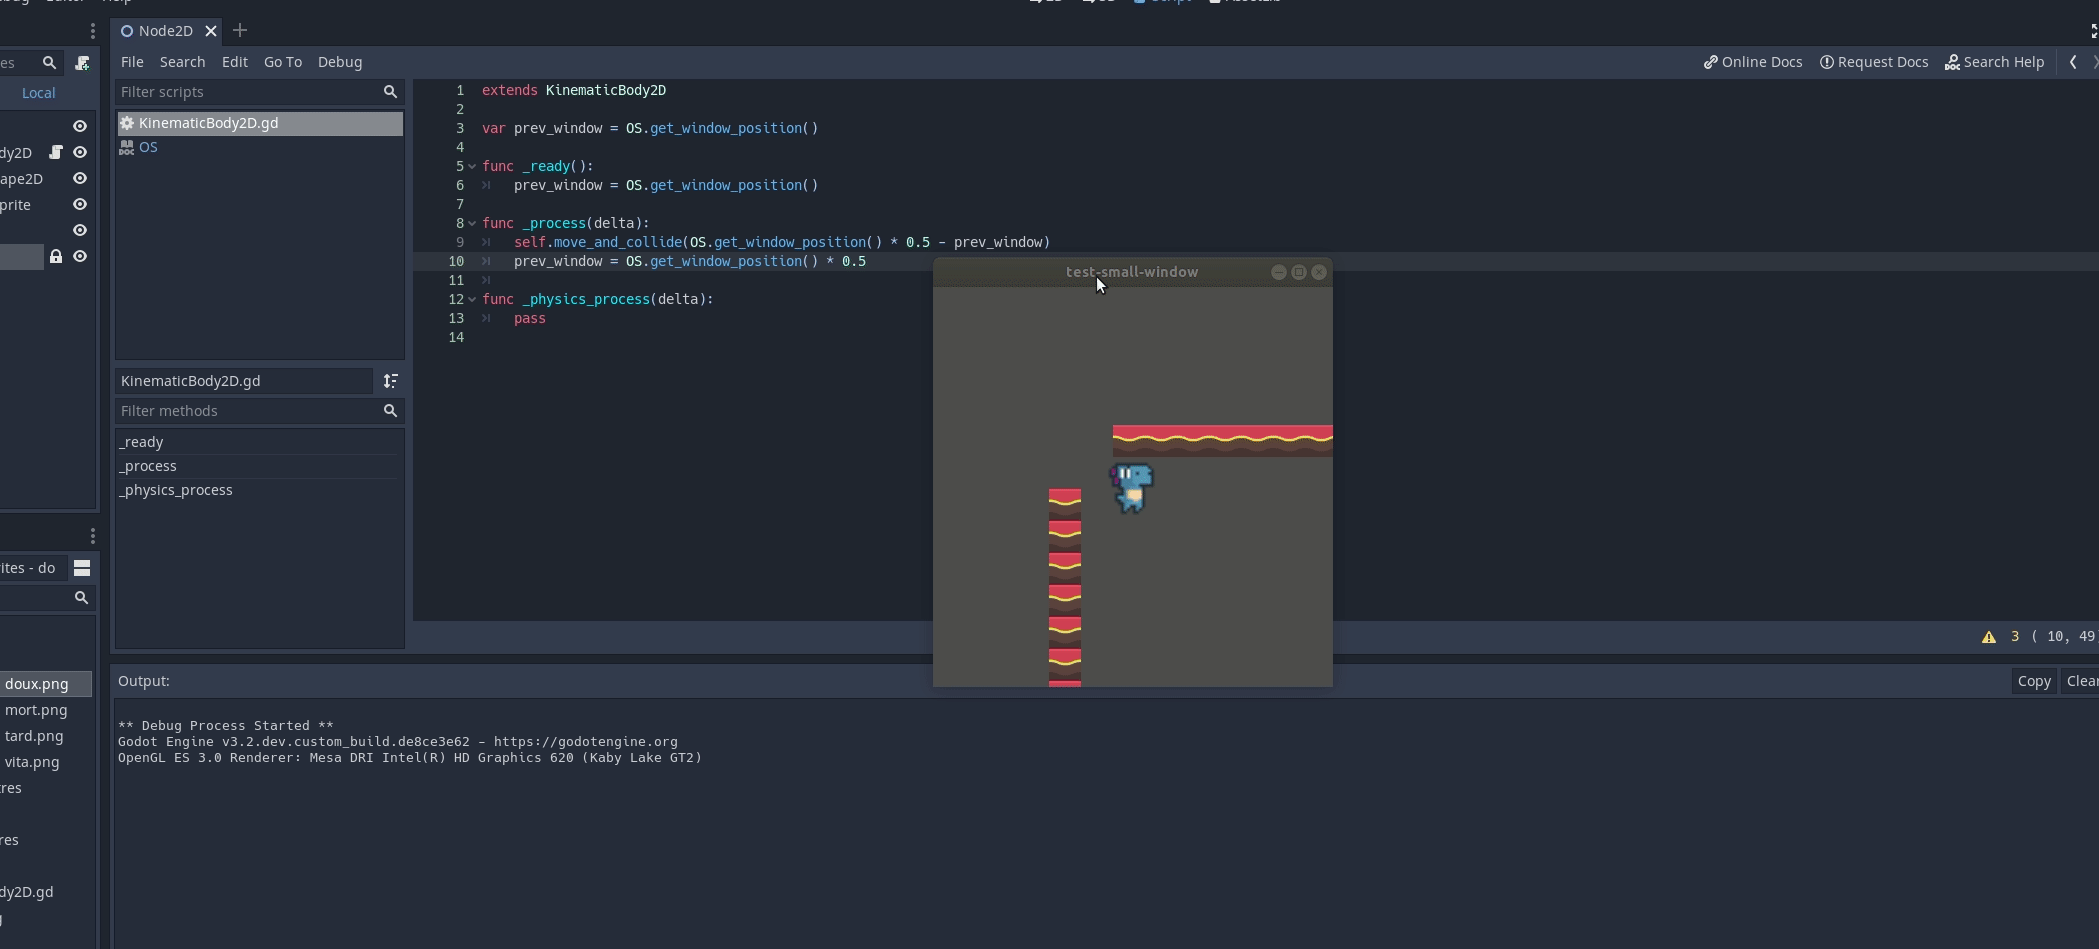 Node2D
es
File Search Edit Go To Debug
Online Docs Request Docs Search Help
Local
Filter scripts
KinematicBody2D.gd
OS
dy2D
ape2D
prite
1 extends KinematicBody2D
2
3 var prev_window = OS.get_window_position()
4
5 func _ready():
6 prev_window = OS.get_window_position()
7
8 func _process(delta):
9 self.move_and_collide(OS.get_window_position() * 0.5 - prev_window)
10 prev_window = OS.get_window_position() * 0.5
11
12 func _physics_process(delta):
13 pass
14
test-small-window
KinematicBody2D.gd
Filter methods
_ready
_process
_physics_process
3 ( 10, 49
ites - do
doux.png
mort.png
tard.png
vita.png
tres
res
dy2D.gd
Output:
Copy Clear
** Debug Process Started **
Godot Engine v3.2.dev.custom_build.de8ce3e62 - https://godotengine.org
OpenGL ES 3.0 Renderer: Mesa DRI Intel(R) HD Graphics 620 (Kaby Lake GT2)